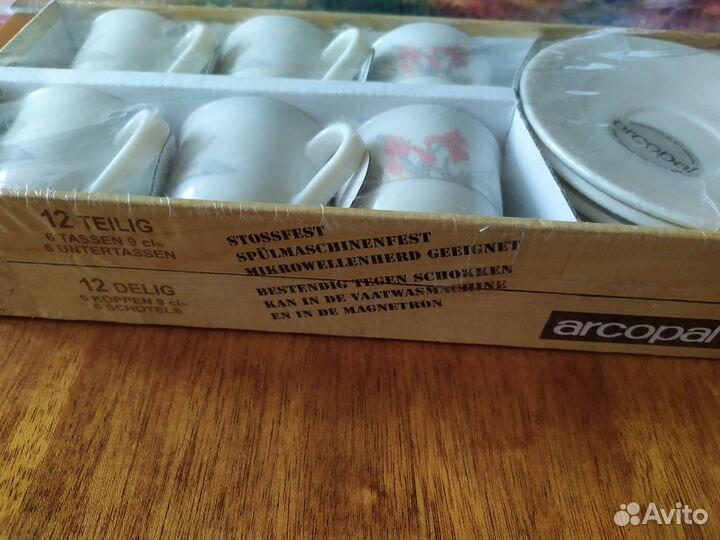 arcopal
12 TEILIG
6 TASSEN 9 cl℮
6 UNTERTASSEN
STOSSFEST
SPÜLMASCHINENFEST
MIKROWELLENHERD GEEIGNET
12 DELIG
6 KOPPEN 9 cl℮
6 SCHOTELS
BESTENDIG TEGEN SCHOKKEN
KAN IN DE VAATWASMACHINE
EN IN DE MAGNETRON
arcopal
Avito